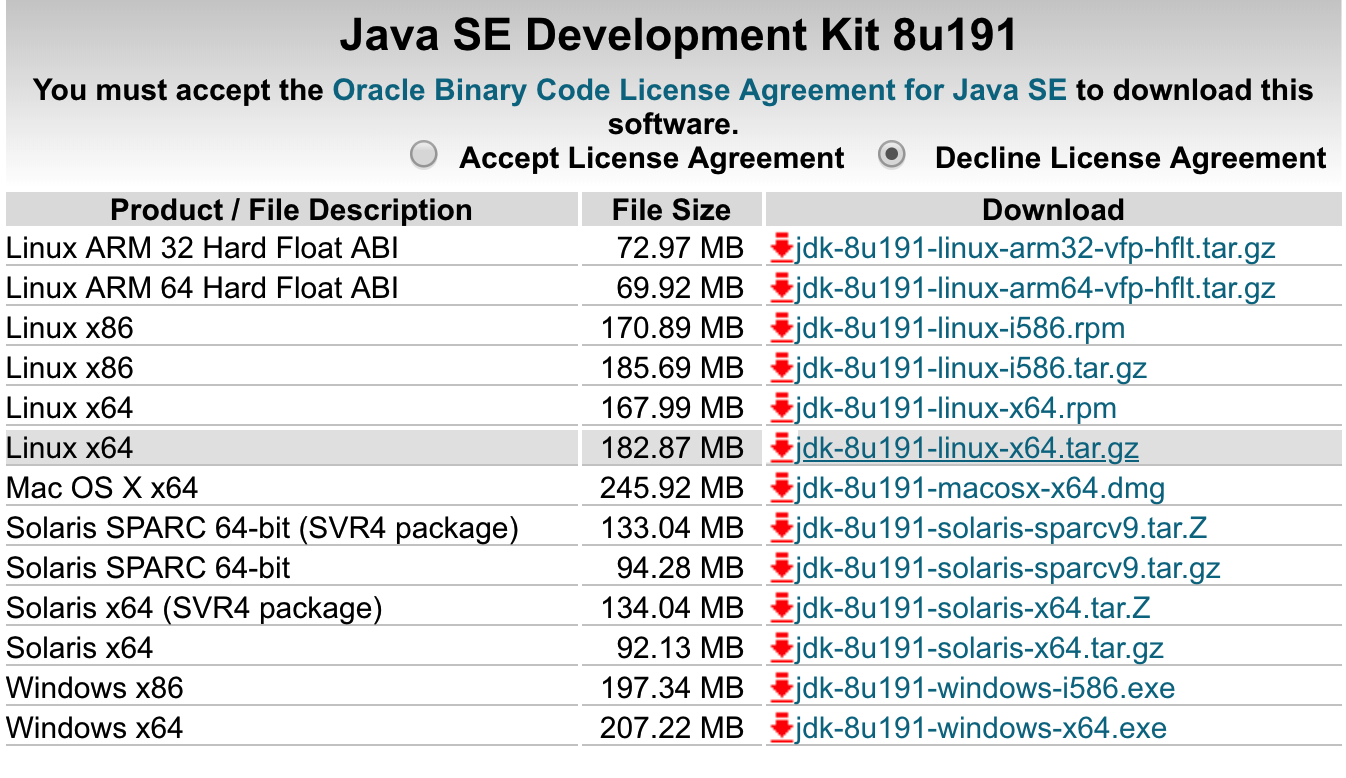 Java SE Development Kit 8u191
You must accept the Oracle Binary Code License Agreement for Java SE to download this
software.
Accept License Agreement Decline License Agreement
Product / File Description File Size Download
Linux ARM 32 Hard Float ABI 72.97 MB jdk-8u191-linux-arm32-vfp-hflt.tar.gz
Linux ARM 64 Hard Float ABI 69.92 MB jdk-8u191-linux-arm64-vfp-hflt.tar.gz
Linux x86 170.89 MB jdk-8u191-linux-i586.rpm
Linux x86 185.69 MB jdk-8u191-linux-i586.tar.gz
Linux x64 167.99 MB jdk-8u191-linux-x64.rpm
Linux x64 182.87 MB jdk-8u191-linux-x64.tar.gz
Mac OS X x64 245.92 MB jdk-8u191-macosx-x64.dmg
Solaris SPARC 64-bit (SVR4 package) 133.04 MB jdk-8u191-solaris-sparcv9.tar.Z
Solaris SPARC 64-bit 94.28 MB jdk-8u191-solaris-sparcv9.tar.gz
Solaris x64 (SVR4 package) 134.04 MB jdk-8u191-solaris-x64.tar.Z
Solaris x64 92.13 MB jdk-8u191-solaris-x64.tar.gz
Windows x86 197.34 MB jdk-8u191-windows-i586.exe
Windows x64 207.22 MB jdk-8u191-windows-x64.exe